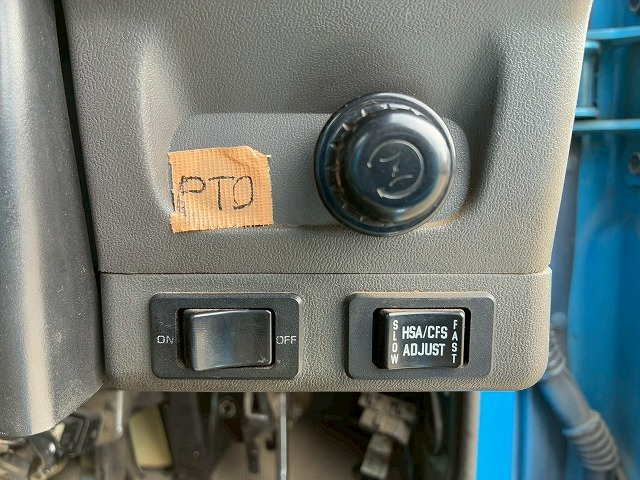 PTO
ON
OFF
SLOW
HSA/CFS
ADJUST
FAST